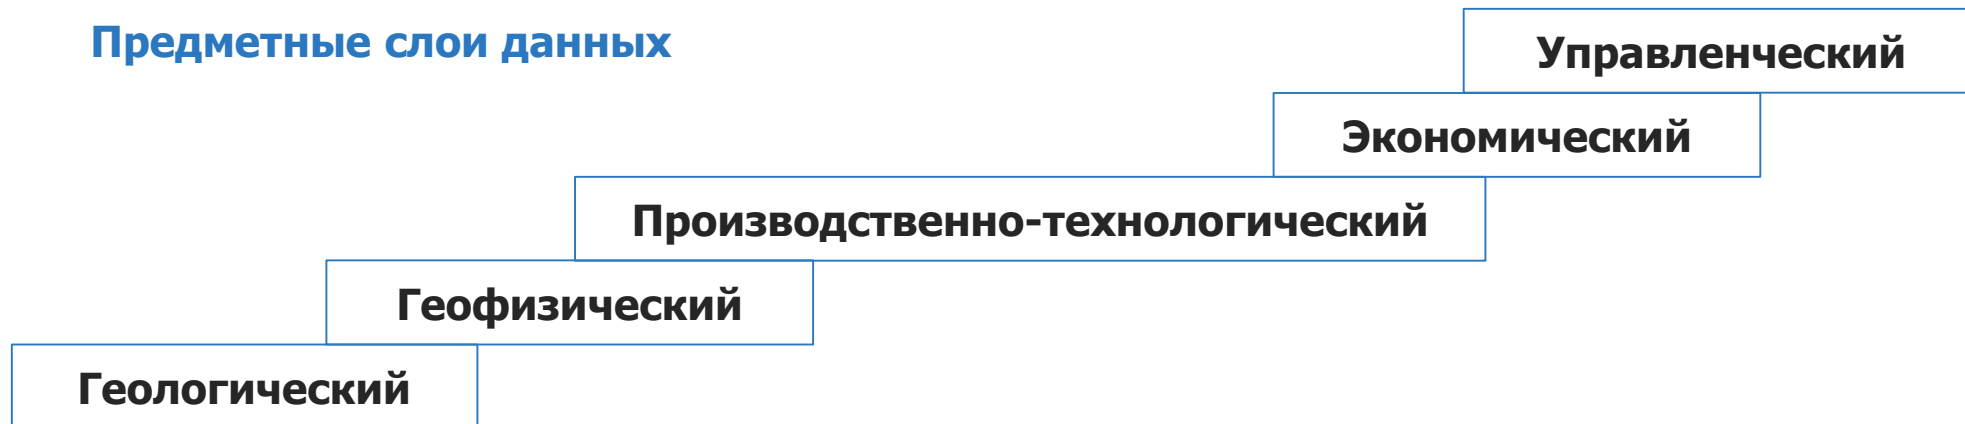 Предметные слои данных
Управленческий
Экономический
Производственно-технологический
Геофизический
Геологический